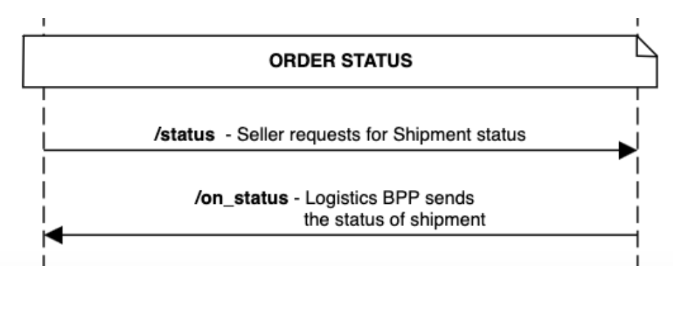 ORDER STATUS
/status - Seller requests for Shipment status
/on_status - Logistics BPP sends
the status of shipment